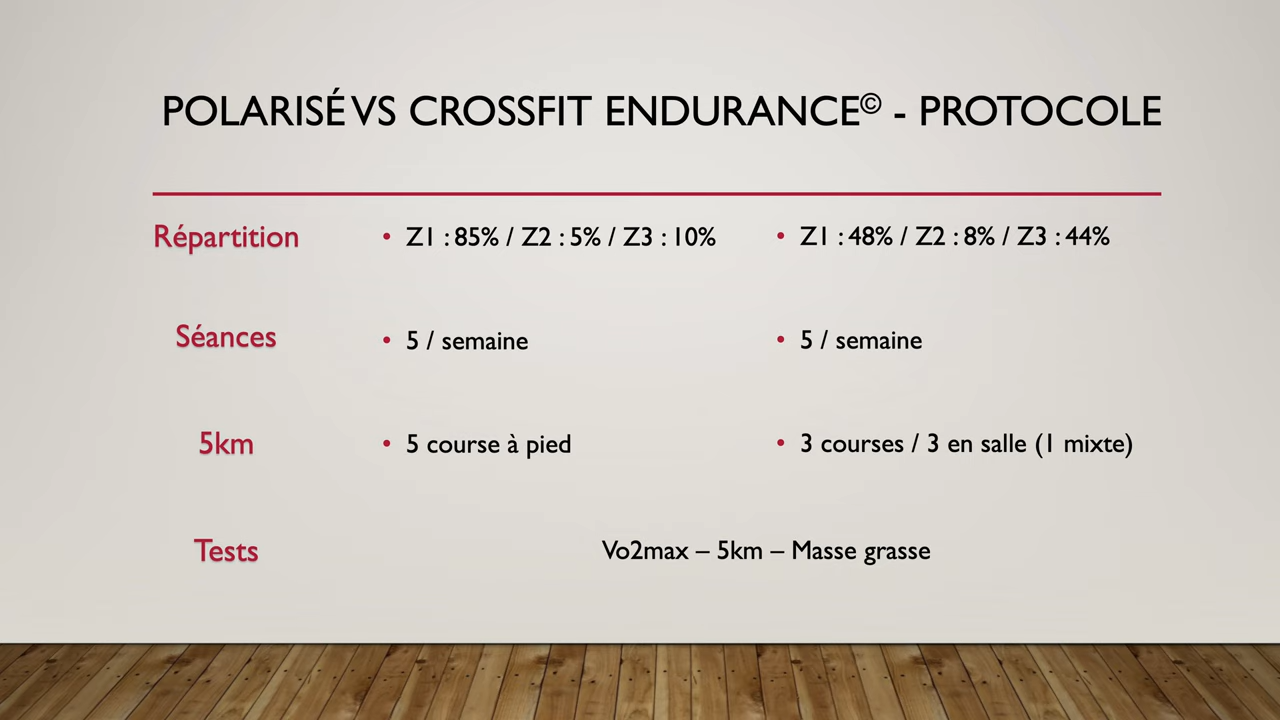 POLARISÉ VS CROSSFIT ENDURANCE© - PROTOCOLE
Répartition
• Z1 : 85% / Z2 : 5% / Z3 : 10%
• Z1 : 48% / Z2 : 8% / Z3 : 44%
Séances
• 5 / semaine
• 5 / semaine
5km
• 5 course à pied
• 3 courses / 3 en salle (1 mixte)
Tests
Vo2max – 5km – Masse grasse